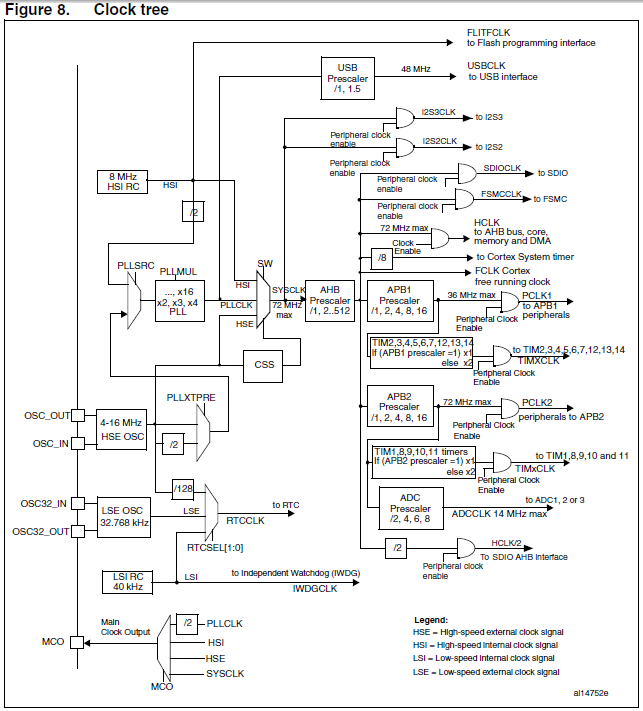 Figure 8. Clock tree
FLITFCLK
to Flash programming interface
USB
Prescaler
/1, 1.5
48 MHz
USBCLK
to USB interface
I2S3CLK
to I2S3
Peripheral clock
enable
I2S2CLK
to I2S2
Peripheral clock
enable
SDIOCLK
to SDIO
Peripheral clock
enable
FSMCCLK
to FSMC
Peripheral clock
enable
8 MHz
HSI RC
HSI
/2
72 MHz max
HCLK
to AHB bus, core,
memory and DMA
Clock
Enable
/8
to Cortex System timer
FCLK Cortex
free running clock
PLLSRC
PLLMUL
..., x16
x2, x3, x4
PLL
SW
HSI
PLLCLK
HSE
SYSCLK
72 MHz
max
AHB
Prescaler
/1, 2..512
APB1
Prescaler
/1, 2, 4, 8, 16
36 MHz max
PCLK1
to APB1
peripherals
Peripheral Clock
Enable
TIM2,3,4,5,6,7,12,13,14
If (APB1 prescaler =1) x1
else x2
to TIM2,3,4,5,6,7,12,13,14
TIMXCLK
Peripheral Clock
Enable
CSS
PLLXTPRE
OSC_OUT
OSC_IN
4-16 MHz
HSE OSC
/2
APB2
Prescaler
/1, 2, 4, 8, 16
72 MHz max
PCLK2
peripherals to APB2
Peripheral Clock
Enable
TIM1,8,9,10,11 timers
If (APB2 prescaler =1) x1
else x2
to TIM1,8,9,10 and 11
TIMxCLK
Peripheral Clock
Enable
/128
OSC32_IN
OSC32_OUT
LSE OSC
32.768 kHz
LSE
to RTC
RTCCLK
RTCSEL[1:0]
ADC
Prescaler
/2, 4, 6, 8
to ADC1, 2 or 3
ADCCLK 14 MHz max
/2
HCLK/2
To SDIO AHB interface
Peripheral clock
enable
LSI RC
40 kHz
LSI
to Independent Watchdog (IWDG)
IWDGCLK
Main
Clock Output
MCO
/2
PLLCLK
HSI
HSE
SYSCLK
MCO
Legend:
HSE = High-speed external clock signal
HSI = High-speed internal clock signal
LSI = Low-speed internal clock signal
LSE = Low-speed external clock signal
ai14752e